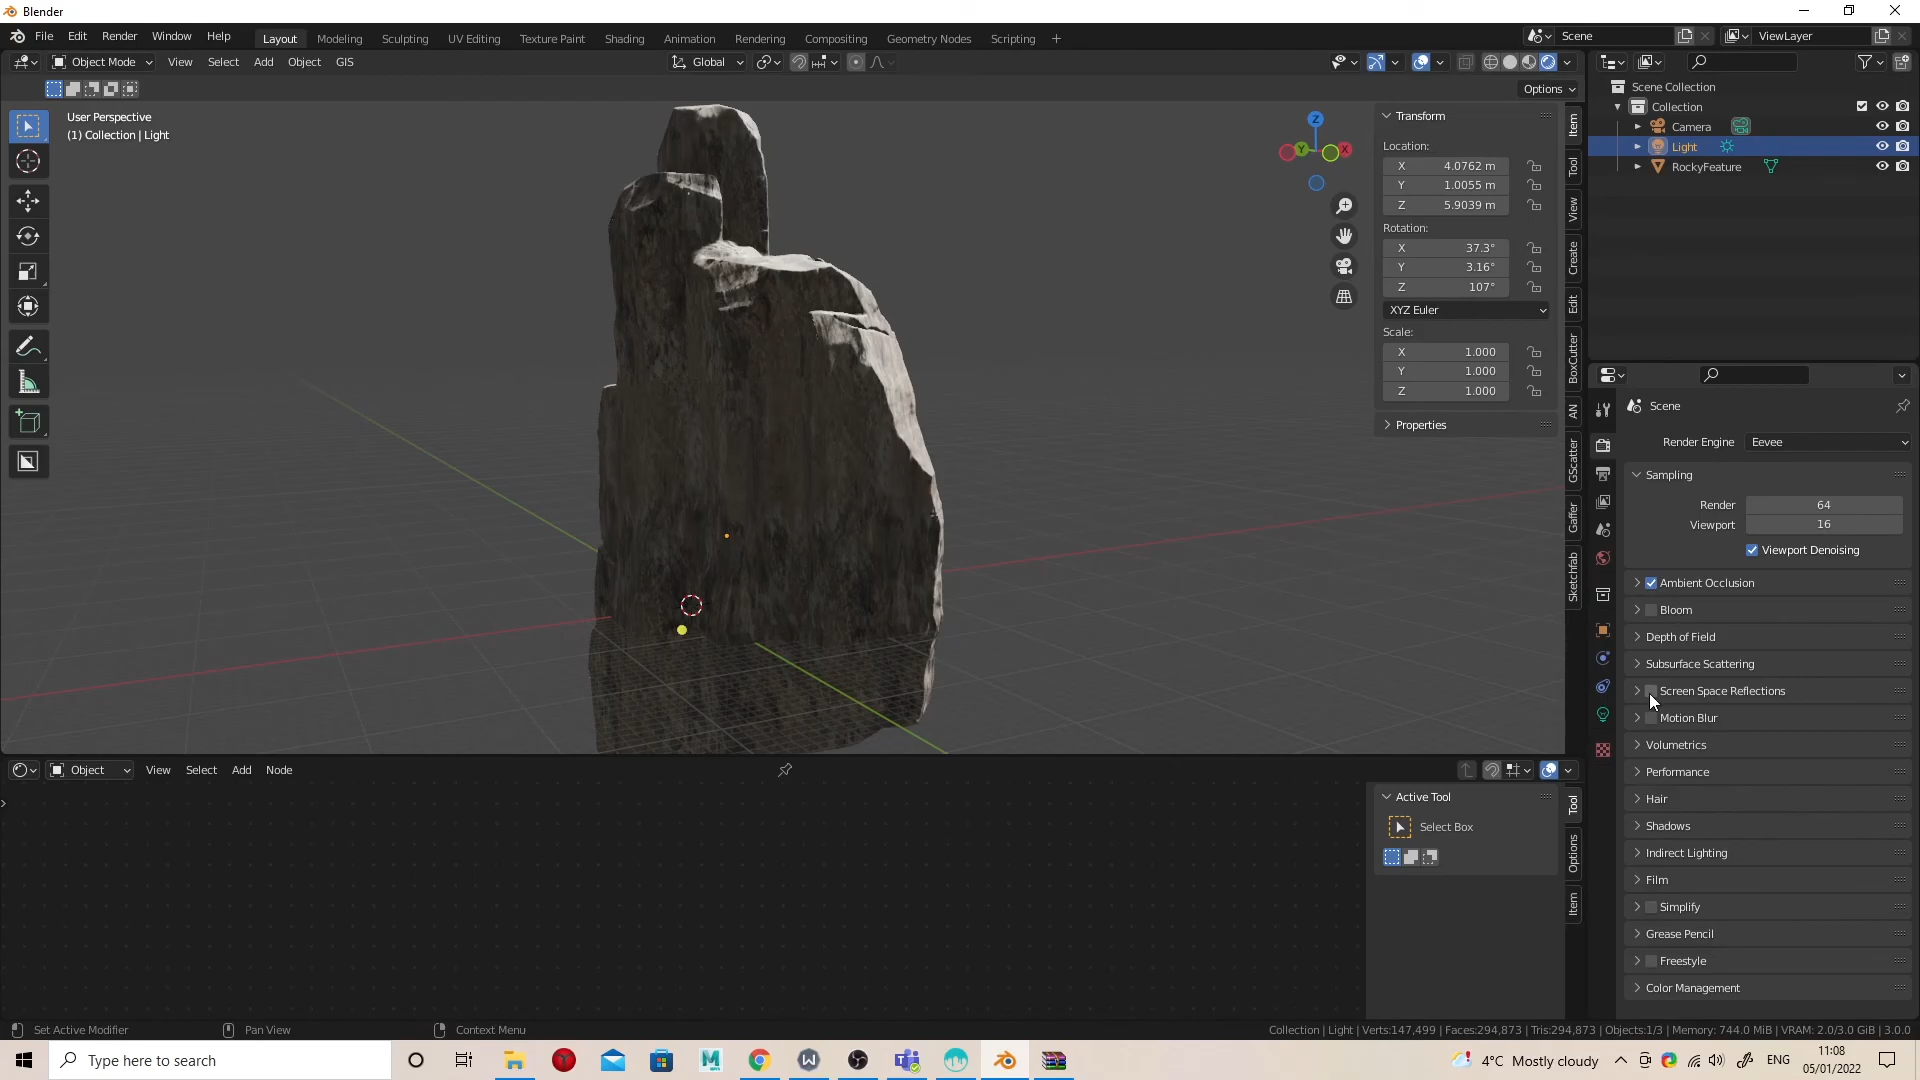 Blender
File Edit Render Window Help Layout Modeling Sculpting UV Editing Texture Paint Shading Animation Rendering Compositing Geometry Nodes Scripting + Scene ViewLayer
Object Mode View Select Add Object GIS Global
Options
User Perspective
(1) Collection | Light
Z
Y
X
Transform
Location:
X 4.0762 m
Y 1.0055 m
Z 5.9039 m
Rotation:
X 37.3°
Y 3.16°
Z 107°
XYZ Euler
Scale:
X 1.000
Y 1.000
Z 1.000
Properties
Item
Tool
View
Create
Edit
BoxCutter
AN
GScatter
Gaffer
Sketchfab
Scene Collection
Collection
Camera
Light
RockyFeature
Scene
Render Engine Eevee
Sampling
Render 64
Viewport 16
Viewport Denoising
Ambient Occlusion
Bloom
Depth of Field
Subsurface Scattering
Screen Space Reflections
Motion Blur
Volumetrics
Performance
Hair
Shadows
Indirect Lighting
Film
Simplify
Grease Pencil
Freestyle
Color Management
Object View Select Add Node
Active Tool
Select Box
Tool
Options
Item
Set Active Modifier Pan View Context Menu Collection | Light | Verts:147,499 | Faces:294,873 | Tris:294,873 | Objects:1/3 | Memory: 744.0 MiB | VRAM: 2.0/3.0 GiB | 3.0.0
Type here to search 4°C Mostly cloudy ENG
11:08
05/01/2022